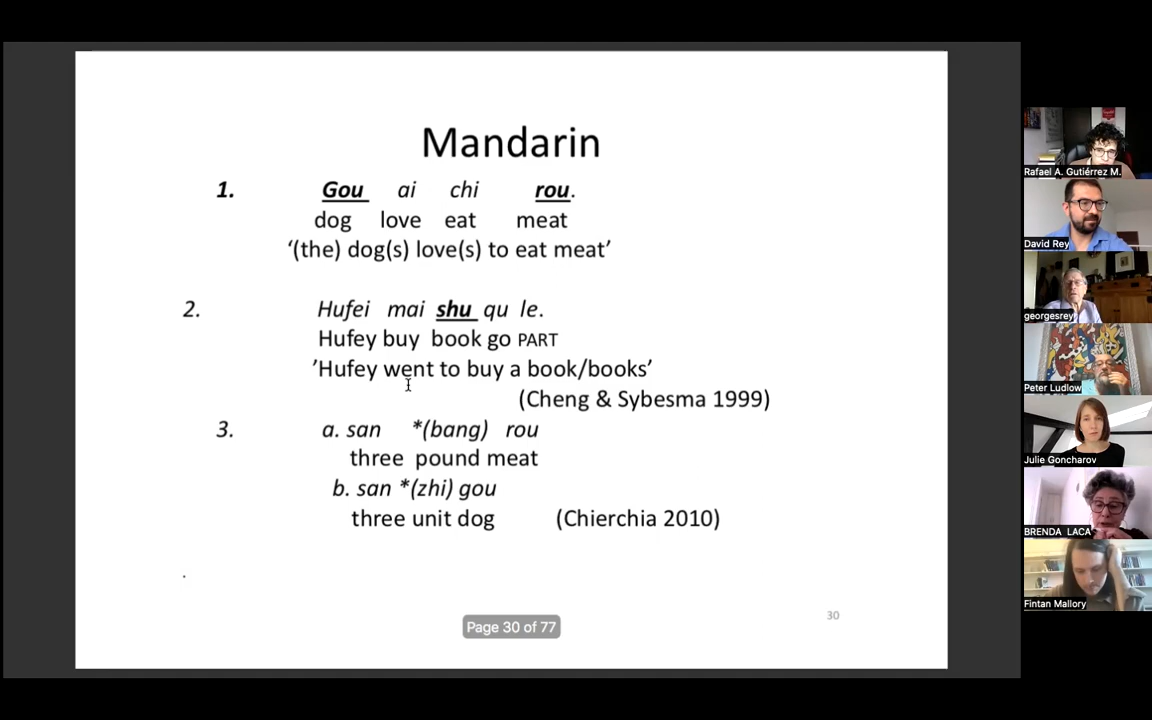 Mandarin
1. Gou ai chi rou.
dog love eat meat
‘(the) dog(s) love(s) to eat meat’
2. Hufei mai shu qu le.
Hufey buy book go PART
’Hufey went to buy a book/books’
(Cheng & Sybesma 1999)
3. a. san *(bang) rou
three pound meat
b. san *(zhi) gou
three unit dog (Chierchia 2010)
.
30
Page 30 of 77
Rafael A. Gutiérrez M.
David Rey
georgesrey
Peter Ludlow
Julie Goncharov
BRENDA LACA
Fintan Mallory